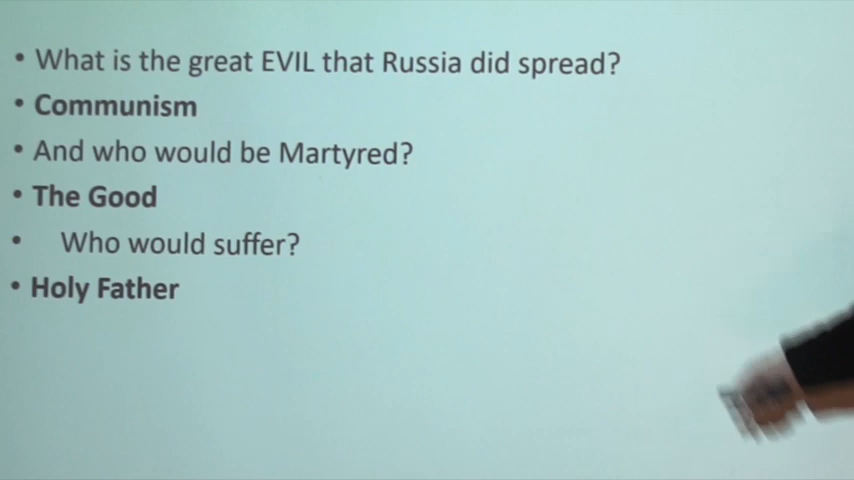 • What is the great EVIL that Russia did spread?
• Communism
• And who would be Martyred?
• The Good
• Who would suffer?
• Holy Father